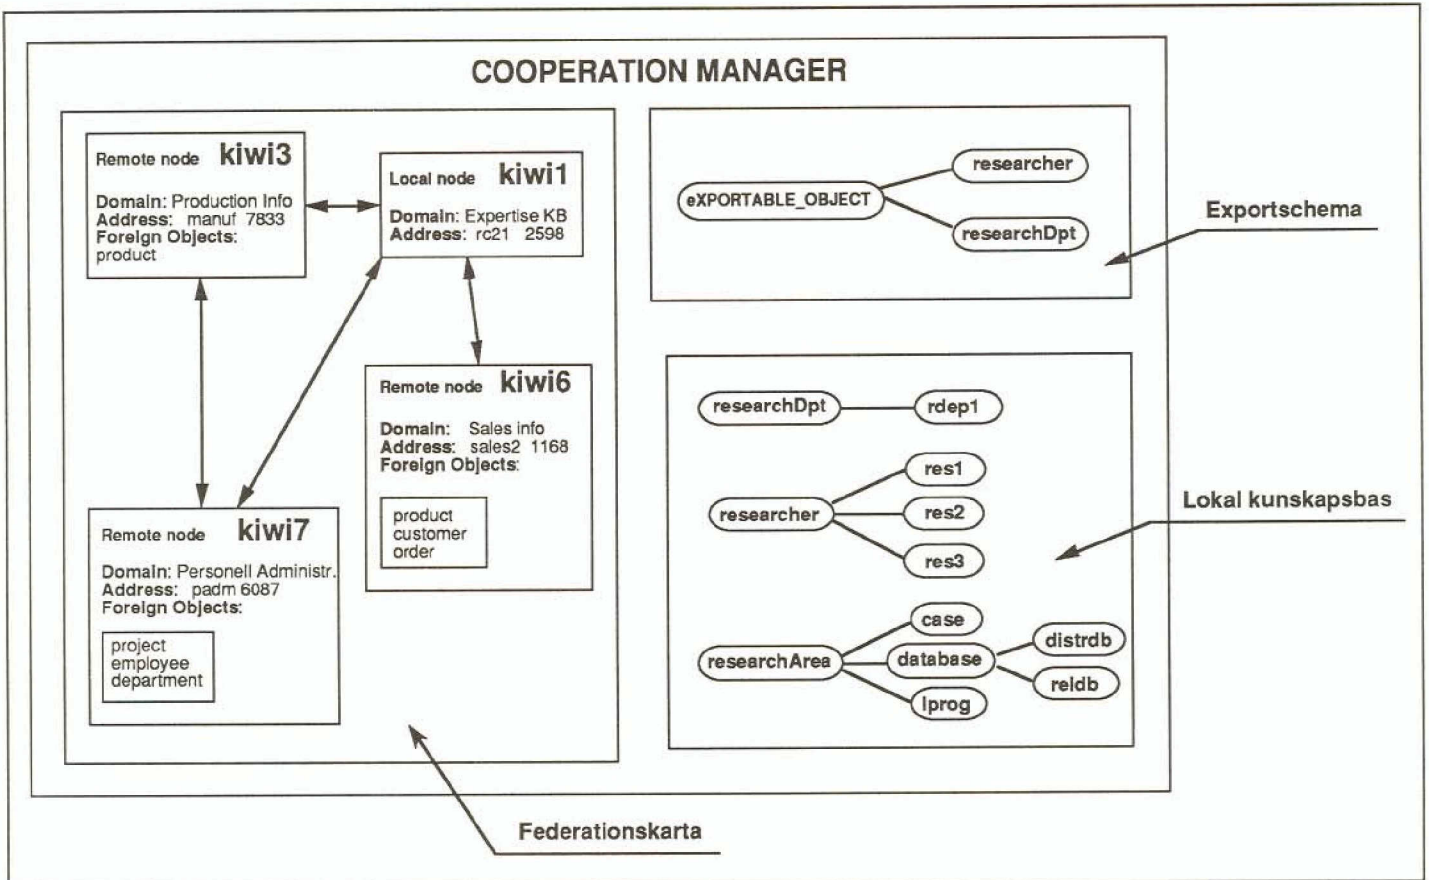 COOPERATION MANAGER
Remote node kiwi3
Domain: Production Info
Address: manuf 7833
Foreign Objects:
product
Local node kiwi1
Domain: Expertise KB
Address: rc21 2598
Remote node kiwi6
Domain: Sales info
Address: sales2 1168
Foreign Objects:
product
customer
order
Remote node kiwi7
Domain: Personell Administr.
Address: padm 6087
Foreign Objects:
project
employee
department
Federationskarta
eXPORTABLE_OBJECT
researcher
researchDpt
Exportschema
researchDpt
rdep1
researcher
res1
res2
res3
researchArea
case
database
lprog
distrdb
reldb
Lokal kunskapsbas